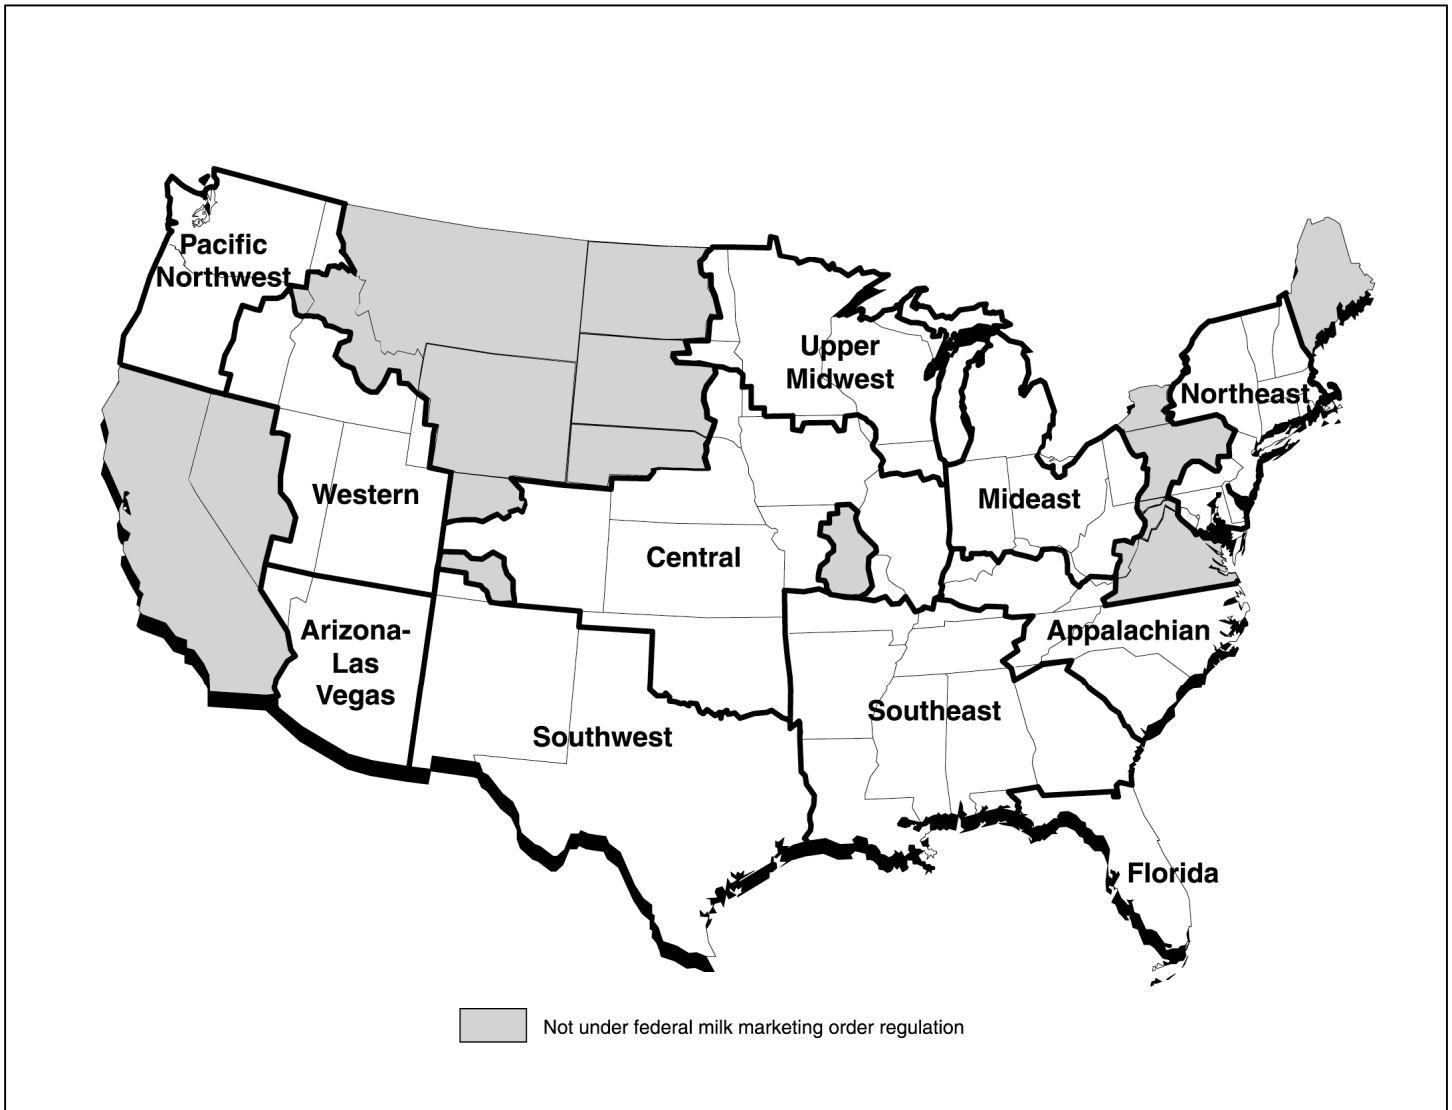 Pacific
Northwest
Upper
Midwest
Northeast
Western
Mideast
Central
Arizona-
Las
Vegas
Appalachian
Southwest
Southeast
Florida
Not under federal milk marketing order regulation